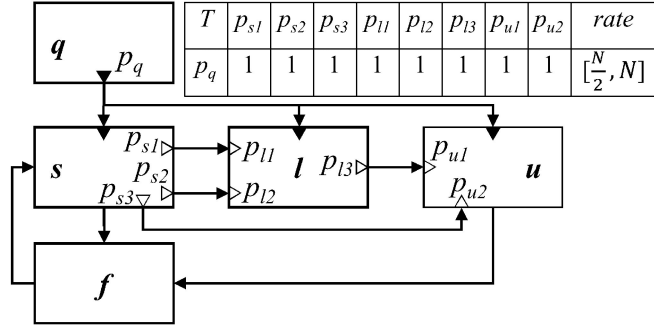 q
p_q
T p_s1 p_s2 p_s3 p_l1 p_l2 p_l3 p_u1 p_u2 rate
p_q 1 1 1 1 1 1 1 1 [N/2, N]
s
p_s1
p_s2
p_s3
p_l1
p_l2
l
p_l3
p_u1
p_u2
u
f